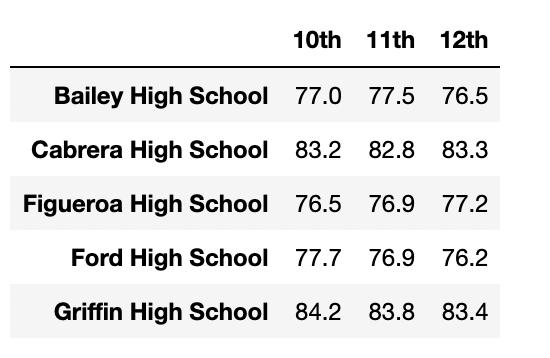 10th 11th 12th
Bailey High School 77.0 77.5 76.5
Cabrera High School 83.2 82.8 83.3
Figueroa High School 76.5 76.9 77.2
Ford High School 77.7 76.9 76.2
Griffin High School 84.2 83.8 83.4